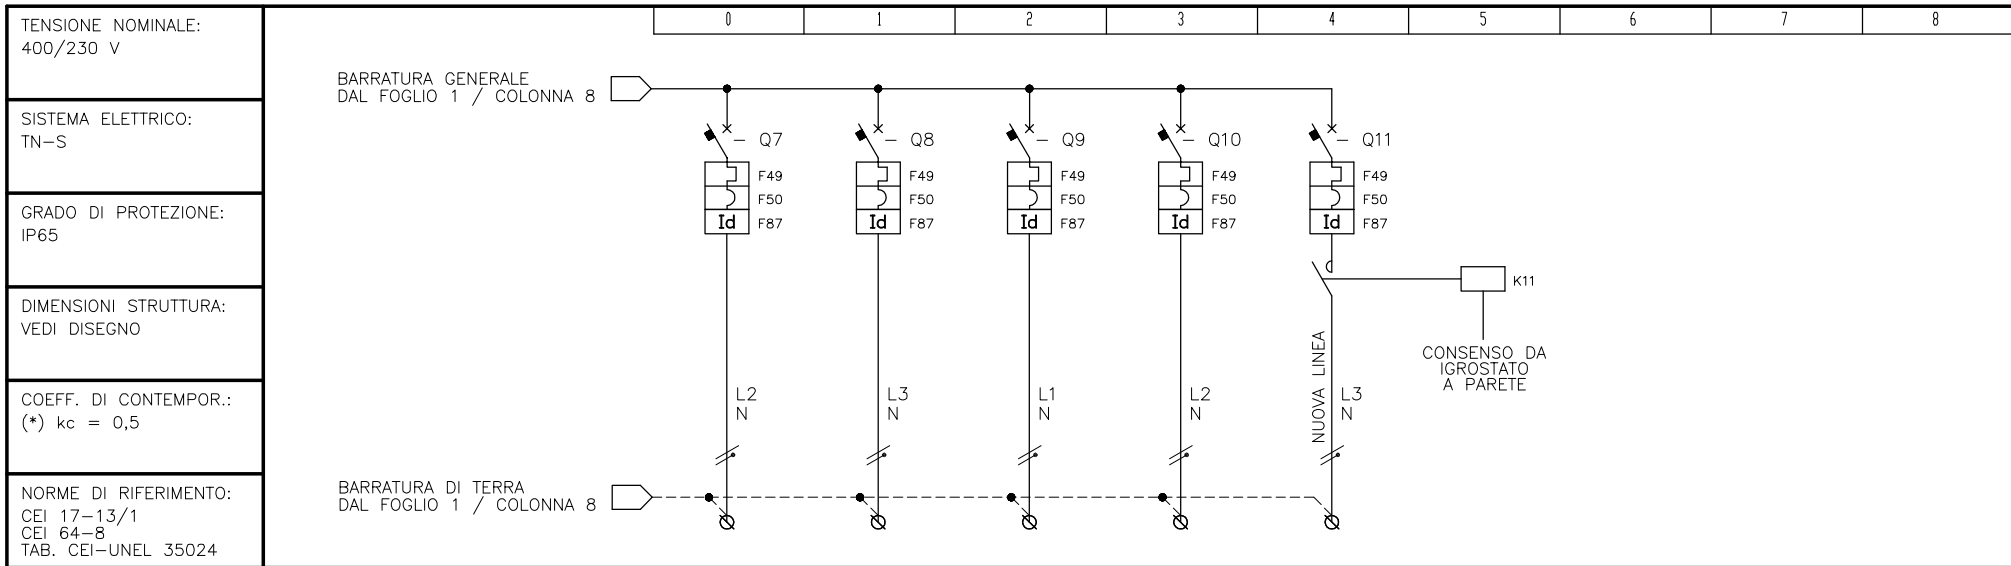 TENSIONE NOMINALE:
400/230 V
SISTEMA ELETTRICO:
TN-S
GRADO DI PROTEZIONE:
IP65
DIMENSIONI STRUTTURA:
VEDI DISEGNO
COEFF. DI CONTEMPOR.:
(*) kc = 0,5
NORME DI RIFERIMENTO:
CEI 17-13/1
CEI 64-8
TAB. CEI-UNEL 35024
0 1 2 3 4 5 6 7 8
BARRATURA GENERALE
DAL FOGLIO 1 / COLONNA 8
- Q7 - Q8 - Q9 - Q10 - Q11
F49 F49 F49 F49 F49
F50 F50 F50 F50 F50
Id F87 Id F87 Id F87 Id F87 Id F87
K11
CONSENSO DA
IGROSTATO
A PARETE
NUOVA LINEA
L2 L3 L1 L2 L3
N N N N N
BARRATURA DI TERRA
DAL FOGLIO 1 / COLONNA 8